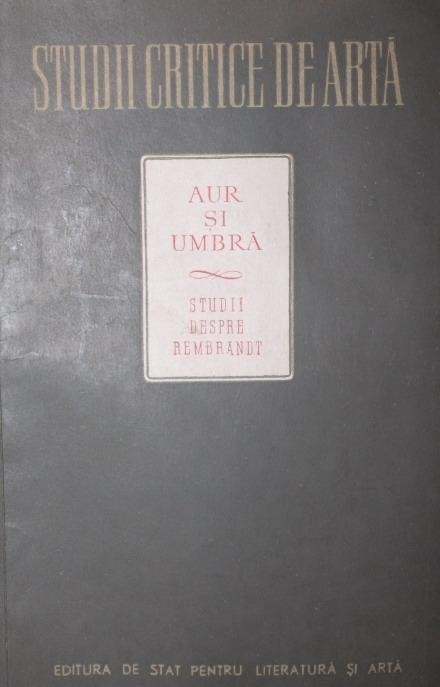 STUDII CRITICE DE ARTĂ
AUR
ȘI
UMBRĂ
STUDII
DESPRE
REMBRANDT
EDITURA DE STAT PENTRU LITERATURĂ ȘI ARTĂ